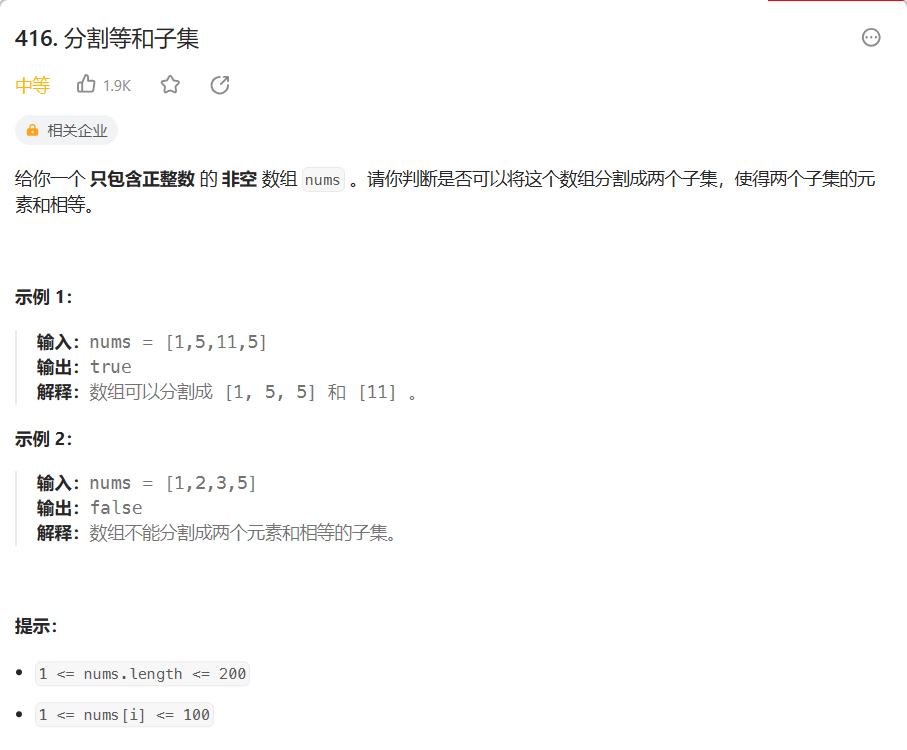 416. 分割等和子集
中等 1.9K
相关企业
给你一个 只包含正整数 的 非空 数组 nums 。请你判断是否可以将这个数组分割成两个子集，使得两个子集的元
素和相等。
示例 1：
输入：nums = [1,5,11,5]
输出：true
解释：数组可以分割成 [1, 5, 5] 和 [11] 。
示例 2：
输入：nums = [1,2,3,5]
输出：false
解释：数组不能分割成两个元素和相等的子集。
提示：
• 1 <= nums.length <= 200
• 1 <= nums[i] <= 100